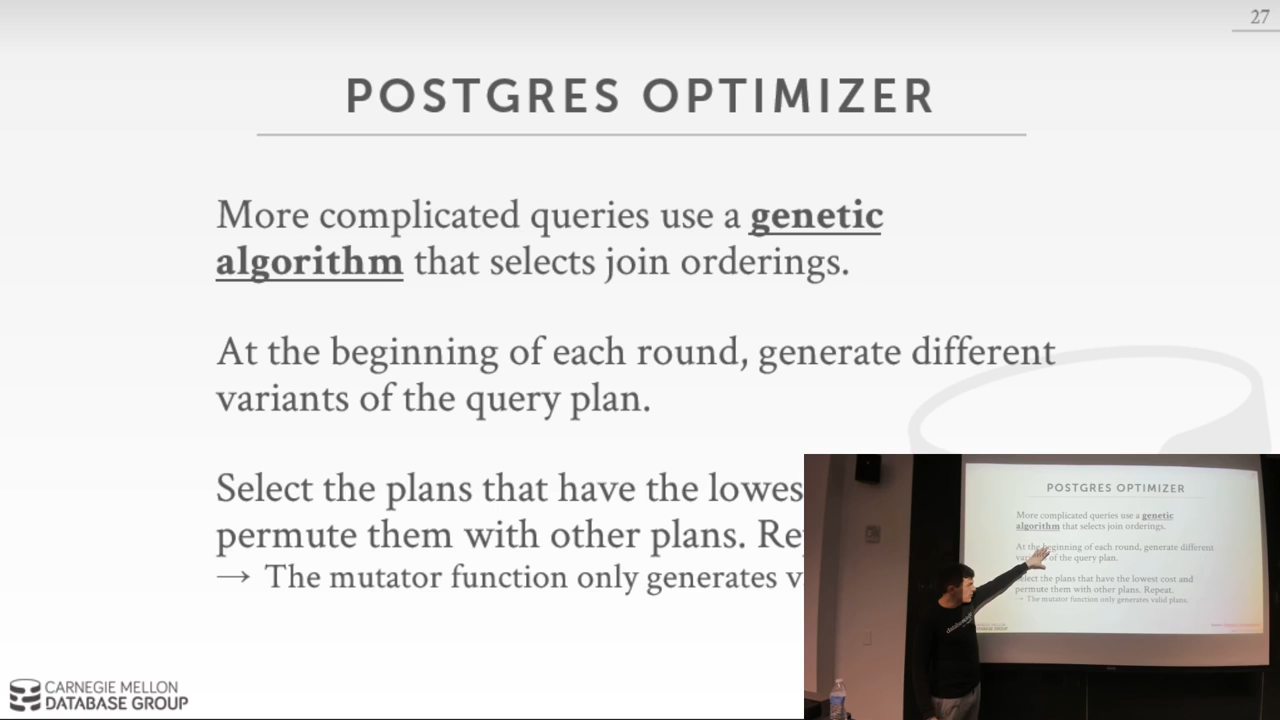 27
POSTGRES OPTIMIZER
More complicated queries use a genetic
algorithm that selects join orderings.
At the beginning of each round, generate different
variants of the query plan.
Select the plans that have the lowes
permute them with other plans. Re
→ The mutator function only generates v
CARNEGIE MELLON
DATABASE GROUP
POSTGRES OPTIMIZER
More complicated queries use a genetic
algorithm that selects join orderings.
At the beginning of each round, generate different
of the query plan.
Select the plans that have the lowest cost and
permute them with other plans. Repeat.
→ The mutator function only generates valid plans.